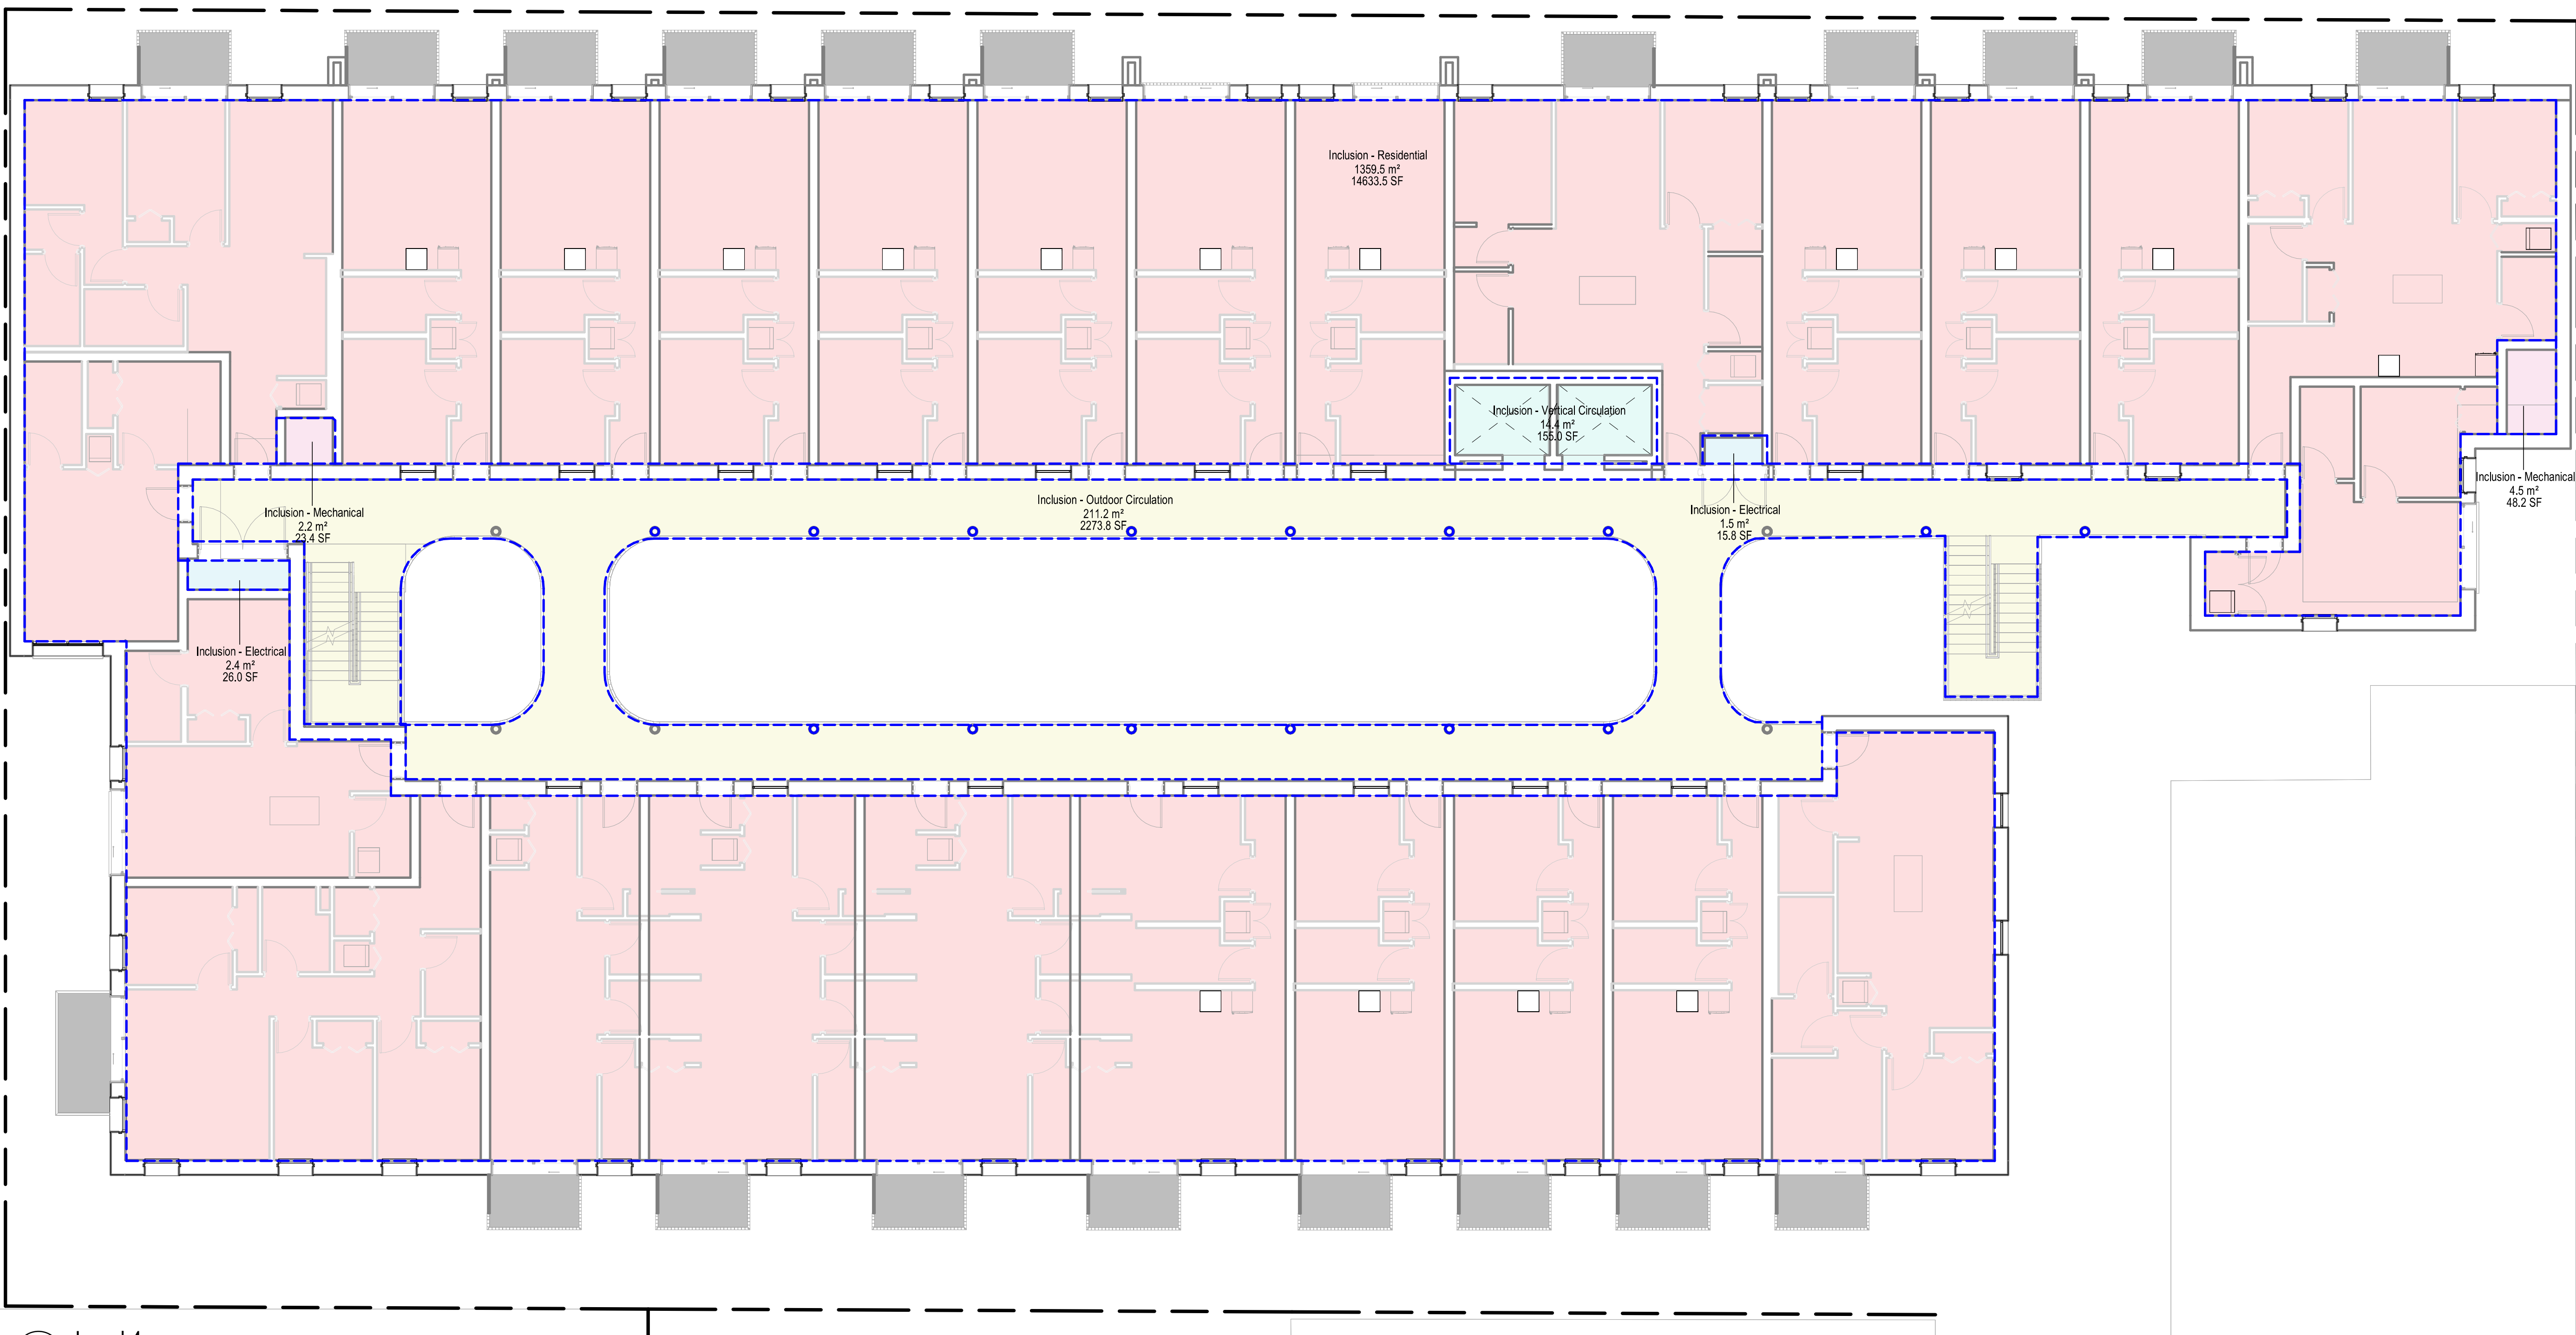 Inclusion - Residential
1359.5 m²
14633.5 SF
Inclusion - Vertical Circulation
14.4 m²
155.0 SF
Inclusion - Mechanical
4.5 m²
48.2 SF
Inclusion - Outdoor Circulation
211.2 m²
2273.8 SF
Inclusion - Mechanical
2.2 m²
23.4 SF
Inclusion - Electrical
1.5 m²
15.8 SF
Inclusion - Electrical
2.4 m²
26.0 SF